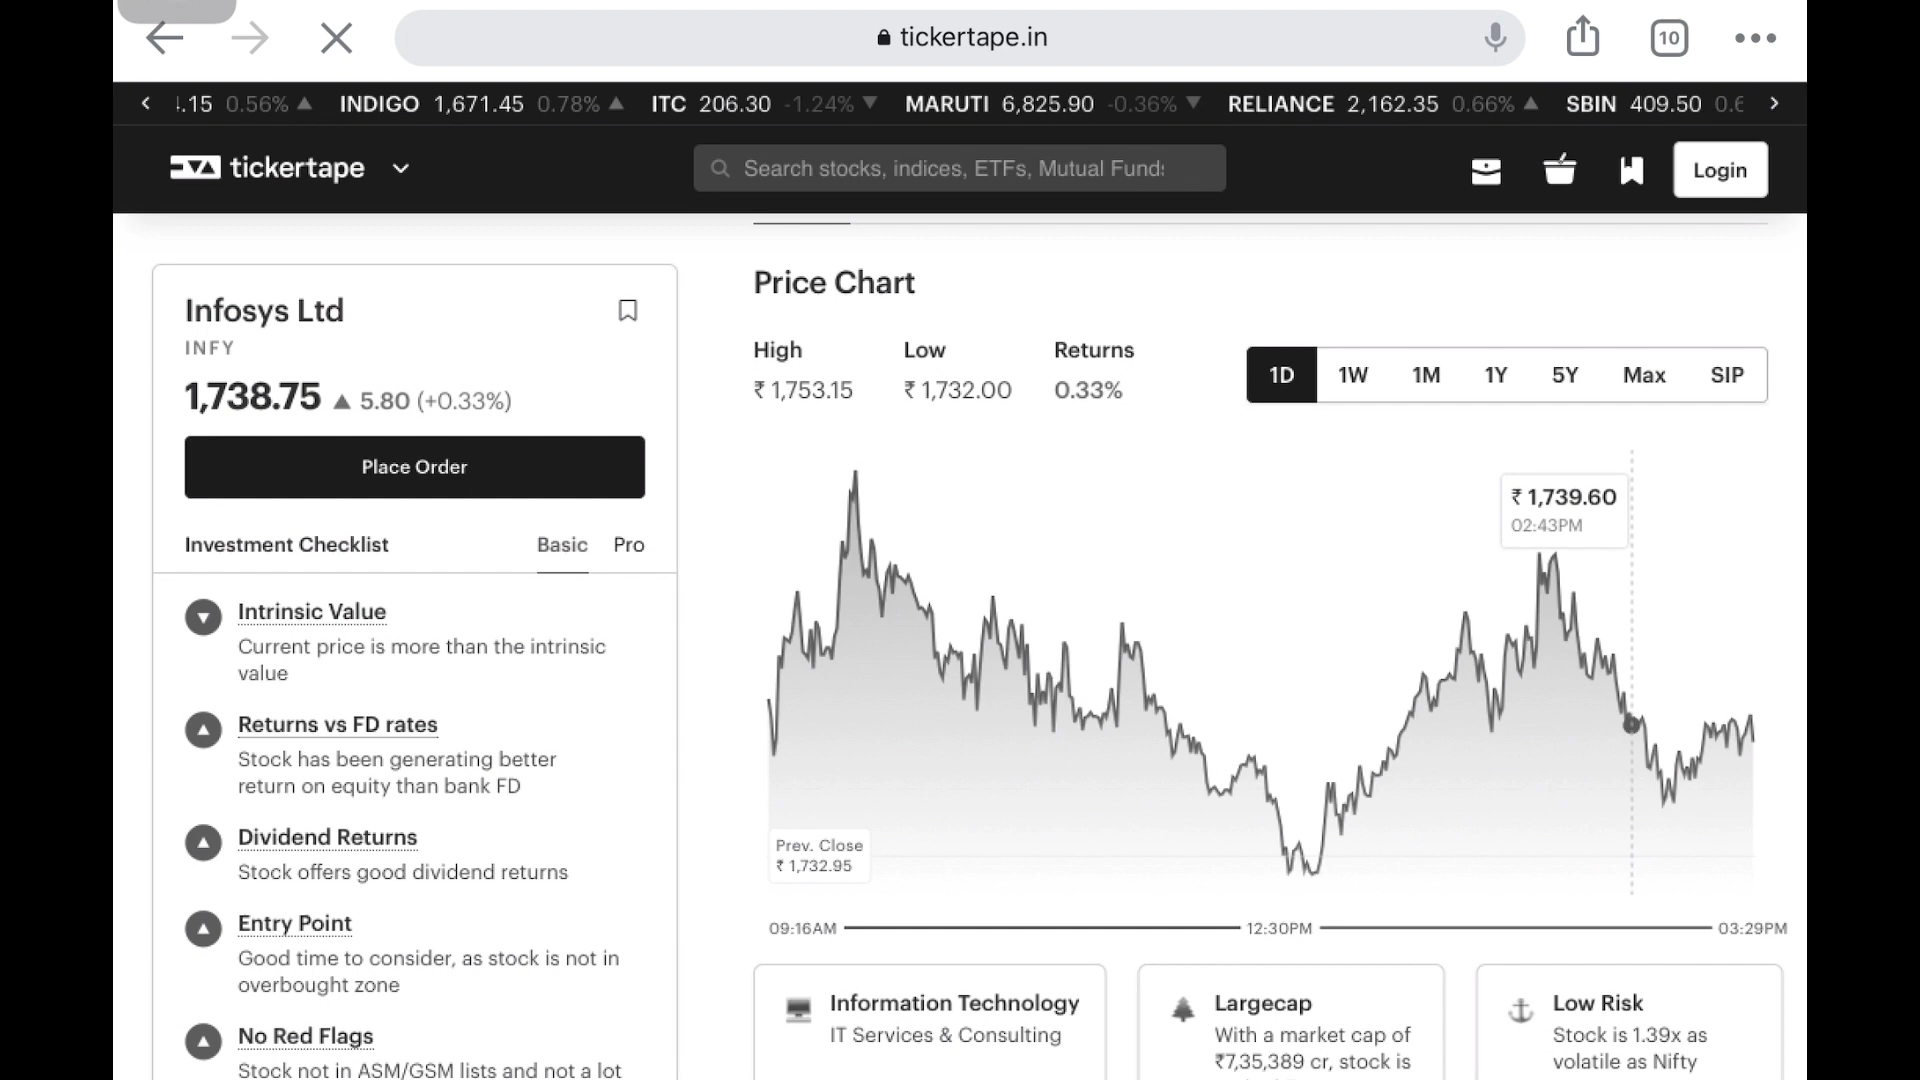 tickertape.in
10
.15 0.56% INDIGO 1,671.45 0.78% ITC 206.30 -1.24% MARUTI 6,825.90 -0.36% RELIANCE 2,162.35 0.66% SBIN 409.50
tickertape
Search stocks, indices, ETFs, Mutual
Login
Infosys Ltd
INFY
1,738.75 5.80 (+0.33%)
Place Order
Investment Checklist Basic Pro
Intrinsic Value
Current price is more than the intrinsic
value
Returns vs FD rates
Stock has been generating better
return on equity than bank FD
Dividend Returns
Stock offers good dividend returns
Entry Point
Good time to consider, as stock is not in
overbought zone
No Red Flags
Stock not in ASM/GSM lists and not a lot
Price Chart
High Low Returns
₹ 1,753.15 ₹ 1,732.00 0.33%
1D 1W 1M 1Y 5Y Max SIP
₹ 1,739.60
02:43PM
Prev. Close
₹ 1,732.95
09:16AM 12:30PM 03:29PM
Information Technology
IT Services & Consulting
Largecap
With a market cap of
₹7,35,389 cr, stock is
Low Risk
Stock is 1.39x as
volatile as Nifty